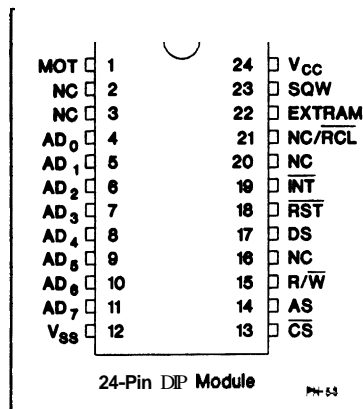 MOT 1 24 VCC
NC 2 23 SQW
NC 3 22 EXTRAM
AD0 4 21 NC/RCL
AD1 5 20 NC
AD2 6 19 INT
AD3 7 18 RST
AD4 8 17 DS
AD5 9 16 NC
AD6 10 15 R/W
AD7 11 14 AS
VSS 12 13 CS
24-Pin DIP Module